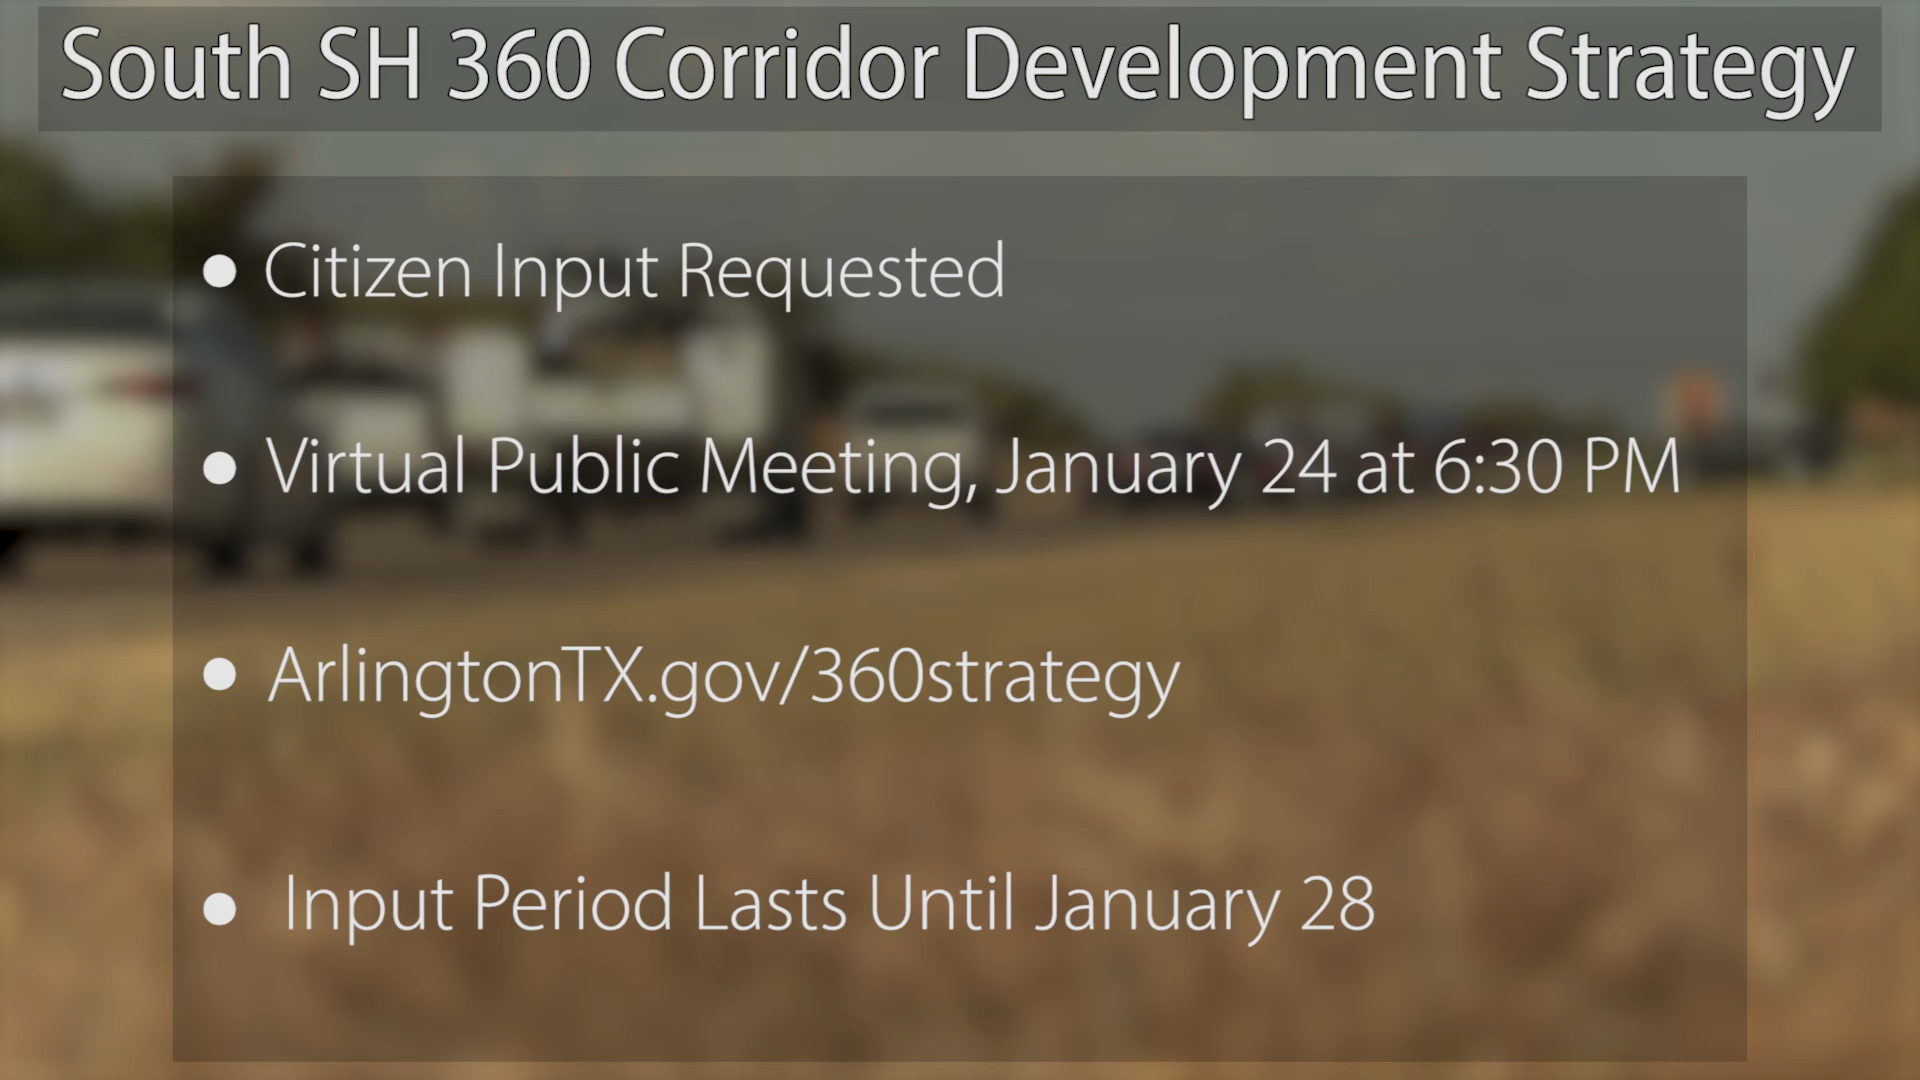 South SH 360 Corridor Development Strategy
● Citizen Input Requested
● Virtual Public Meeting, January 24 at 6:30 PM
● ArlingtonTX.gov/360strategy
● Input Period Lasts Until January 28